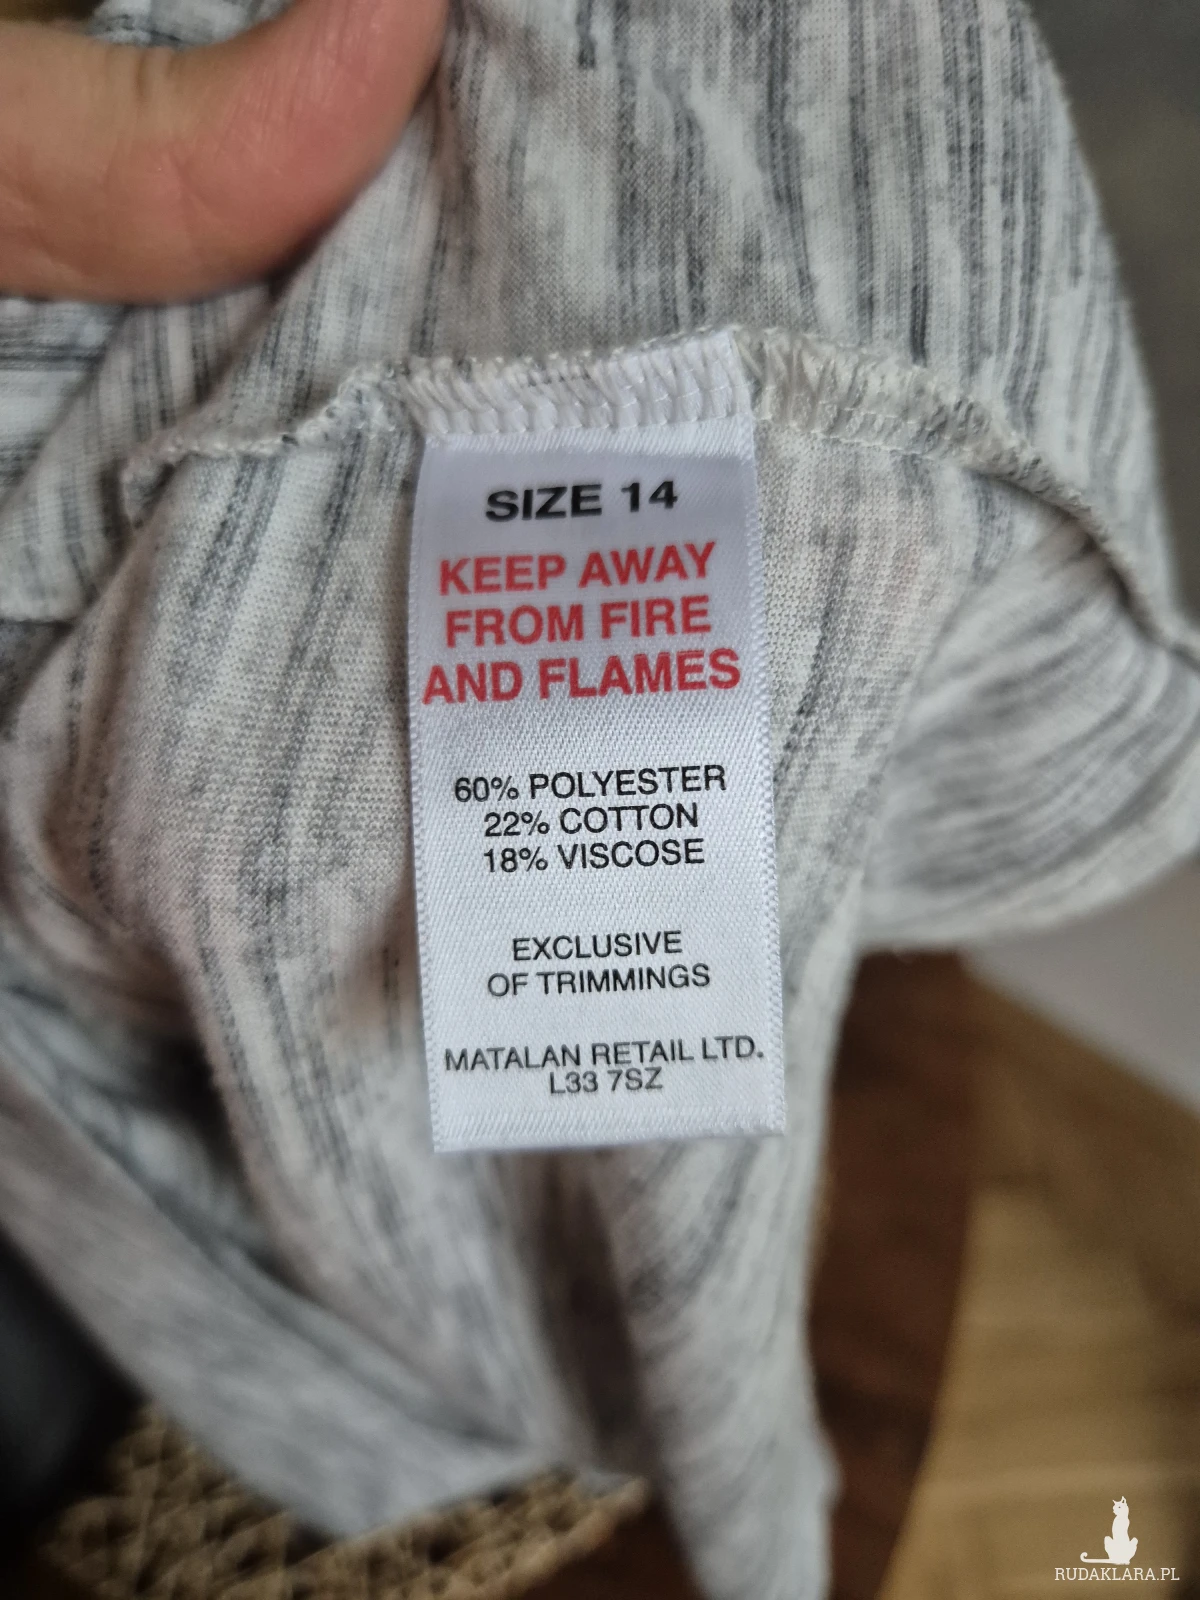 SIZE 14
KEEP AWAY
FROM FIRE
AND FLAMES
60% POLYESTER
22% COTTON
18% VISCOSE
EXCLUSIVE
OF TRIMMINGS
MATALAN RETAIL LTD.
L33 7SZ
RUDAKLARA.PL